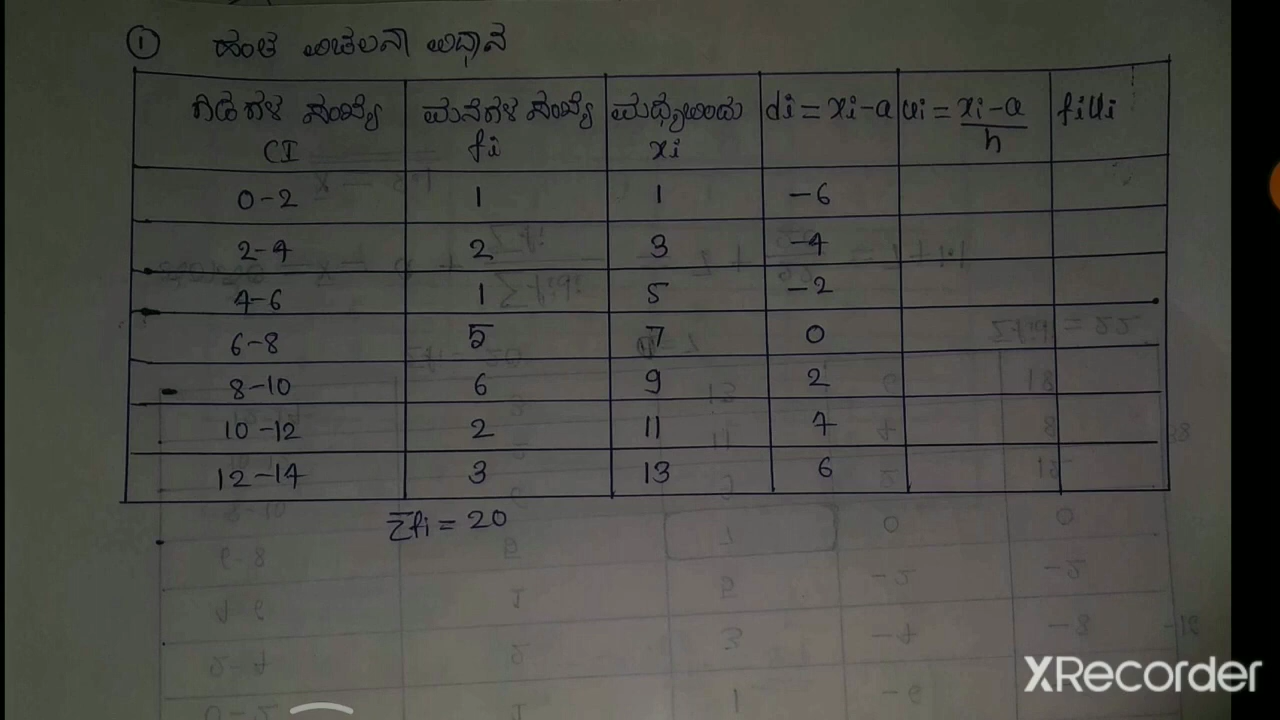 ① ಹಂತ ವಿಚಲನಾ ವಿಧಾನ
ಗಿಡಗಳ ಸಂಖ್ಯೆ CI ಮನೆಗಳ ಸಂಖ್ಯೆ fi ಮಧ್ಯಬಿಂದು xi di = xi-a ui = xi-a/h fiui
0-2 1 1 -6
2-4 2 3 -4
4-6 1 5 -2
6-8 5 7 0
8-10 6 9 2
10-12 2 11 4
12-14 3 13 6
Σfi = 20
XRecorder